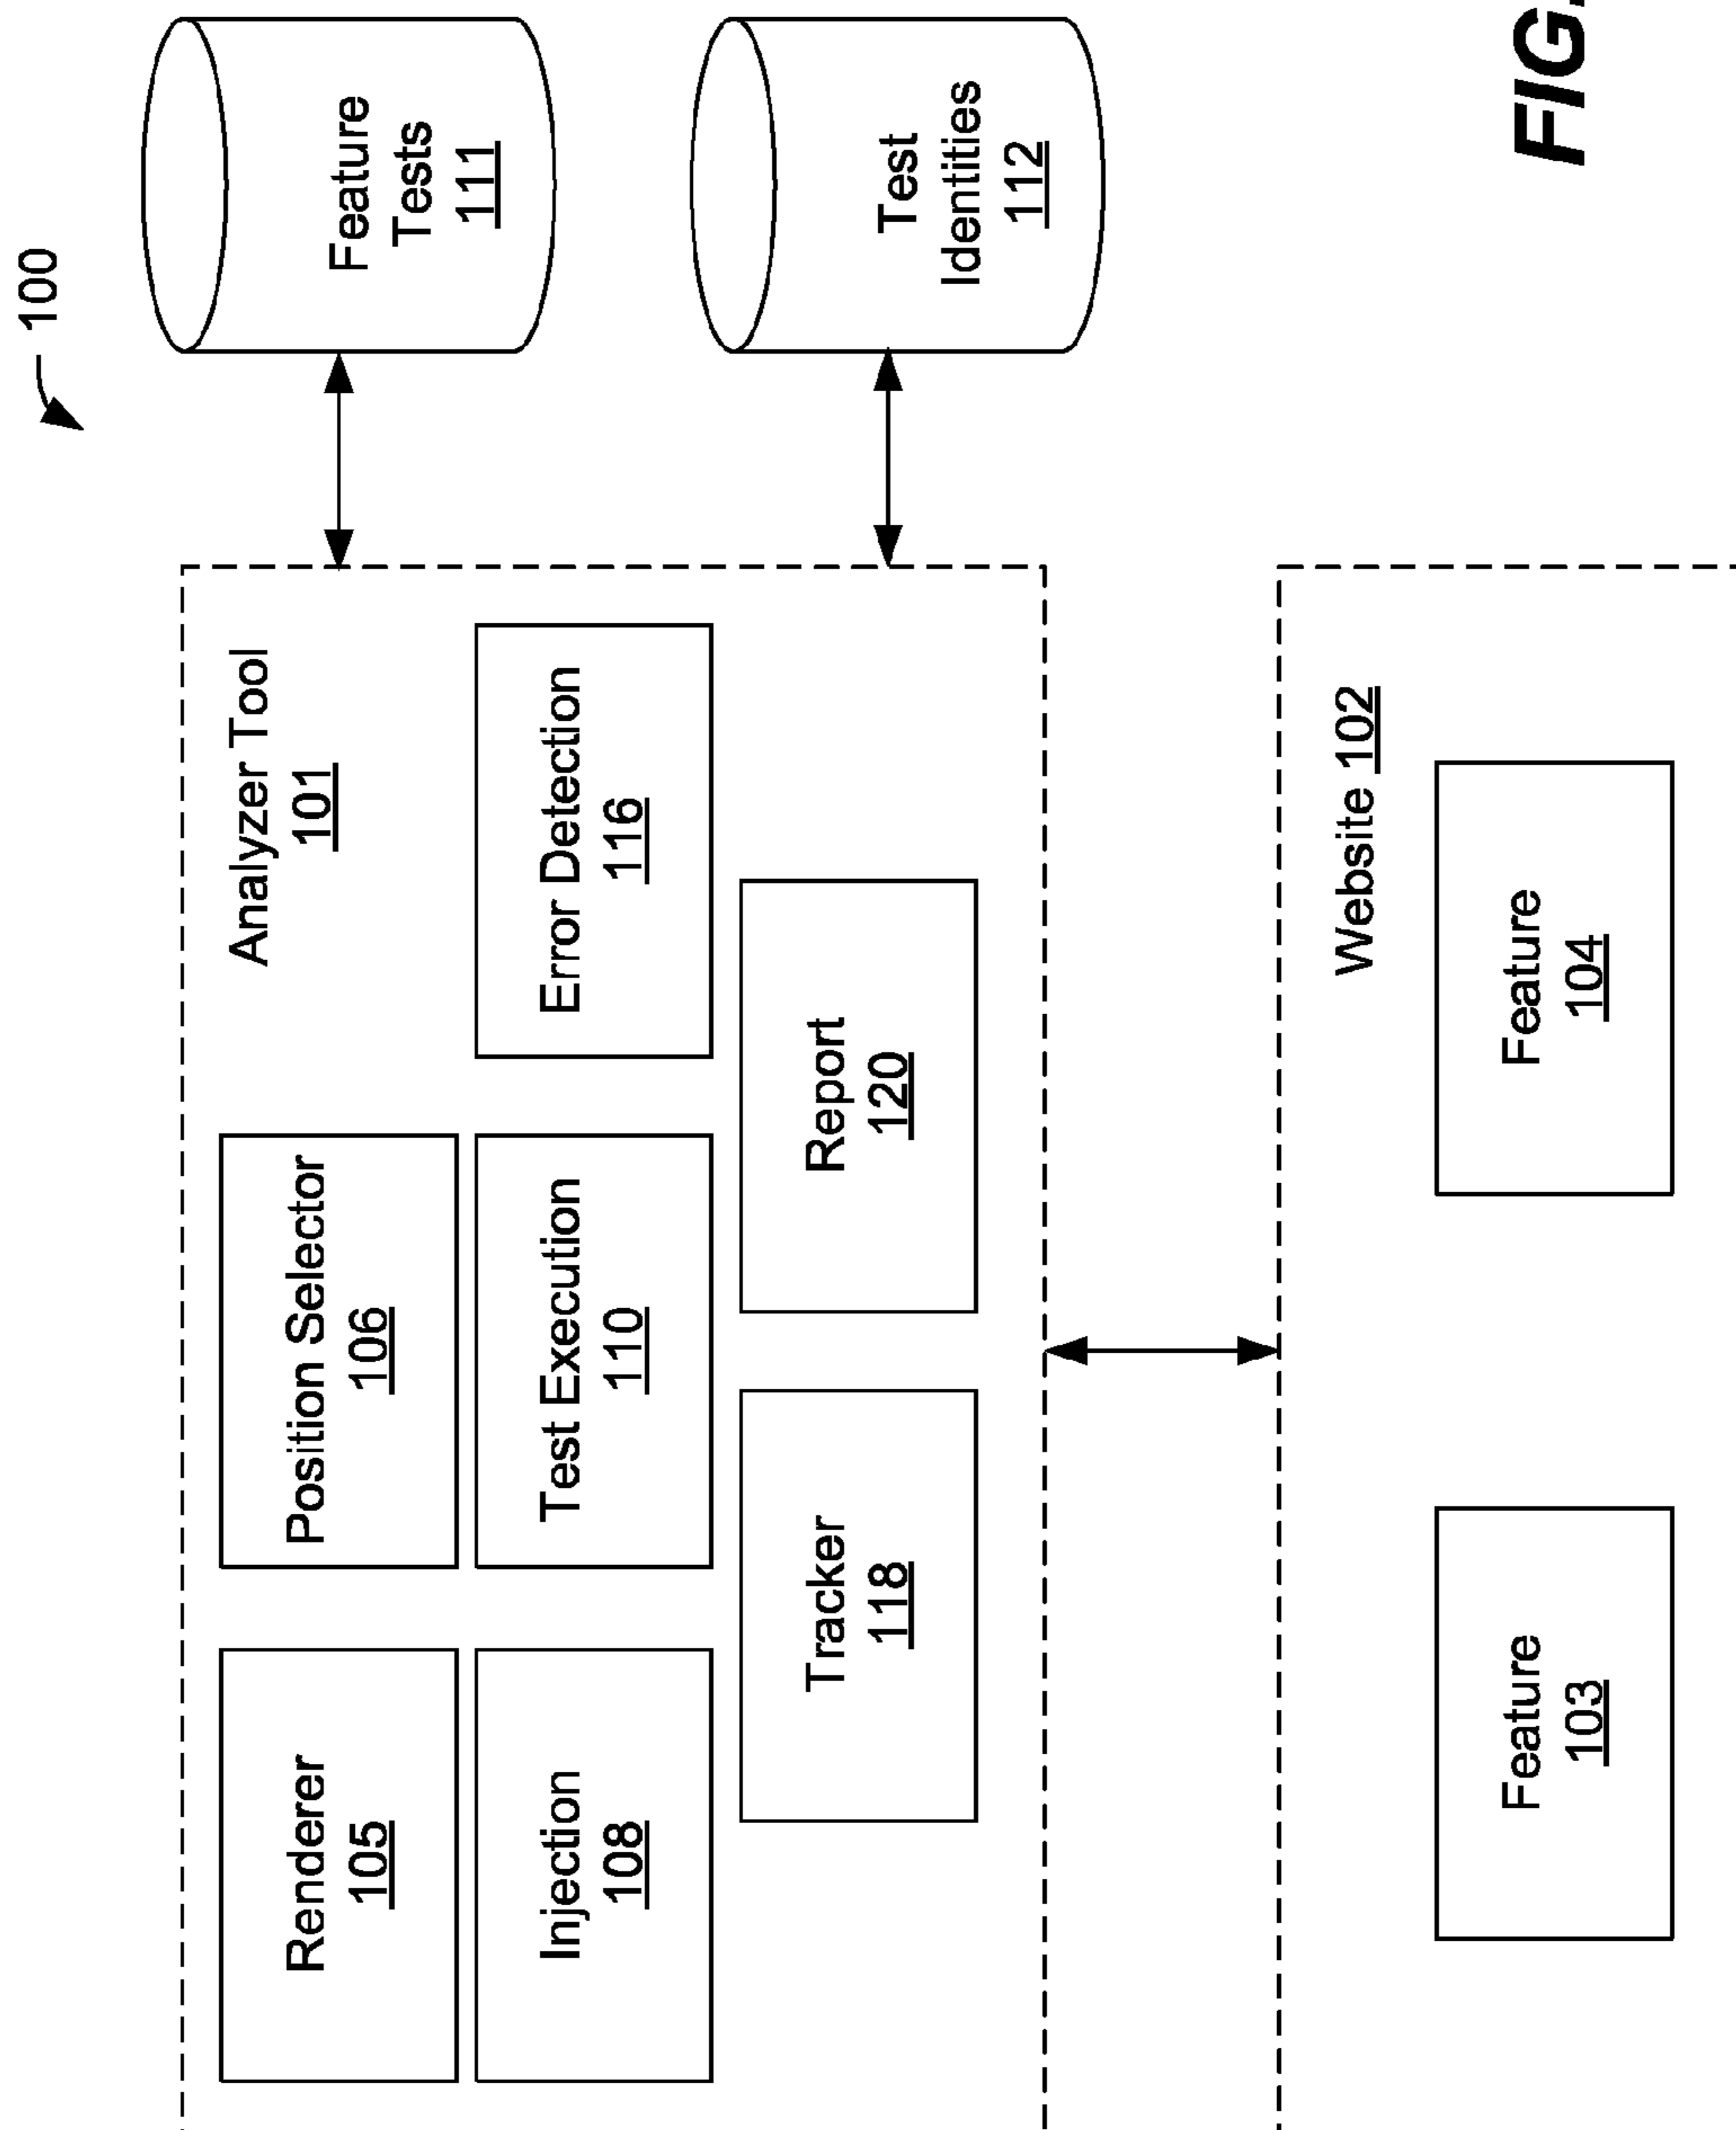 100
Analyzer Tool
101
Renderer
105
Position Selector
106
Injection
108
Test Execution
110
Error Detection
116
Tracker
118
Report
120
Feature
Tests
111
Test
Identities
112
Website 102
Feature
103
Feature
104
FIG.